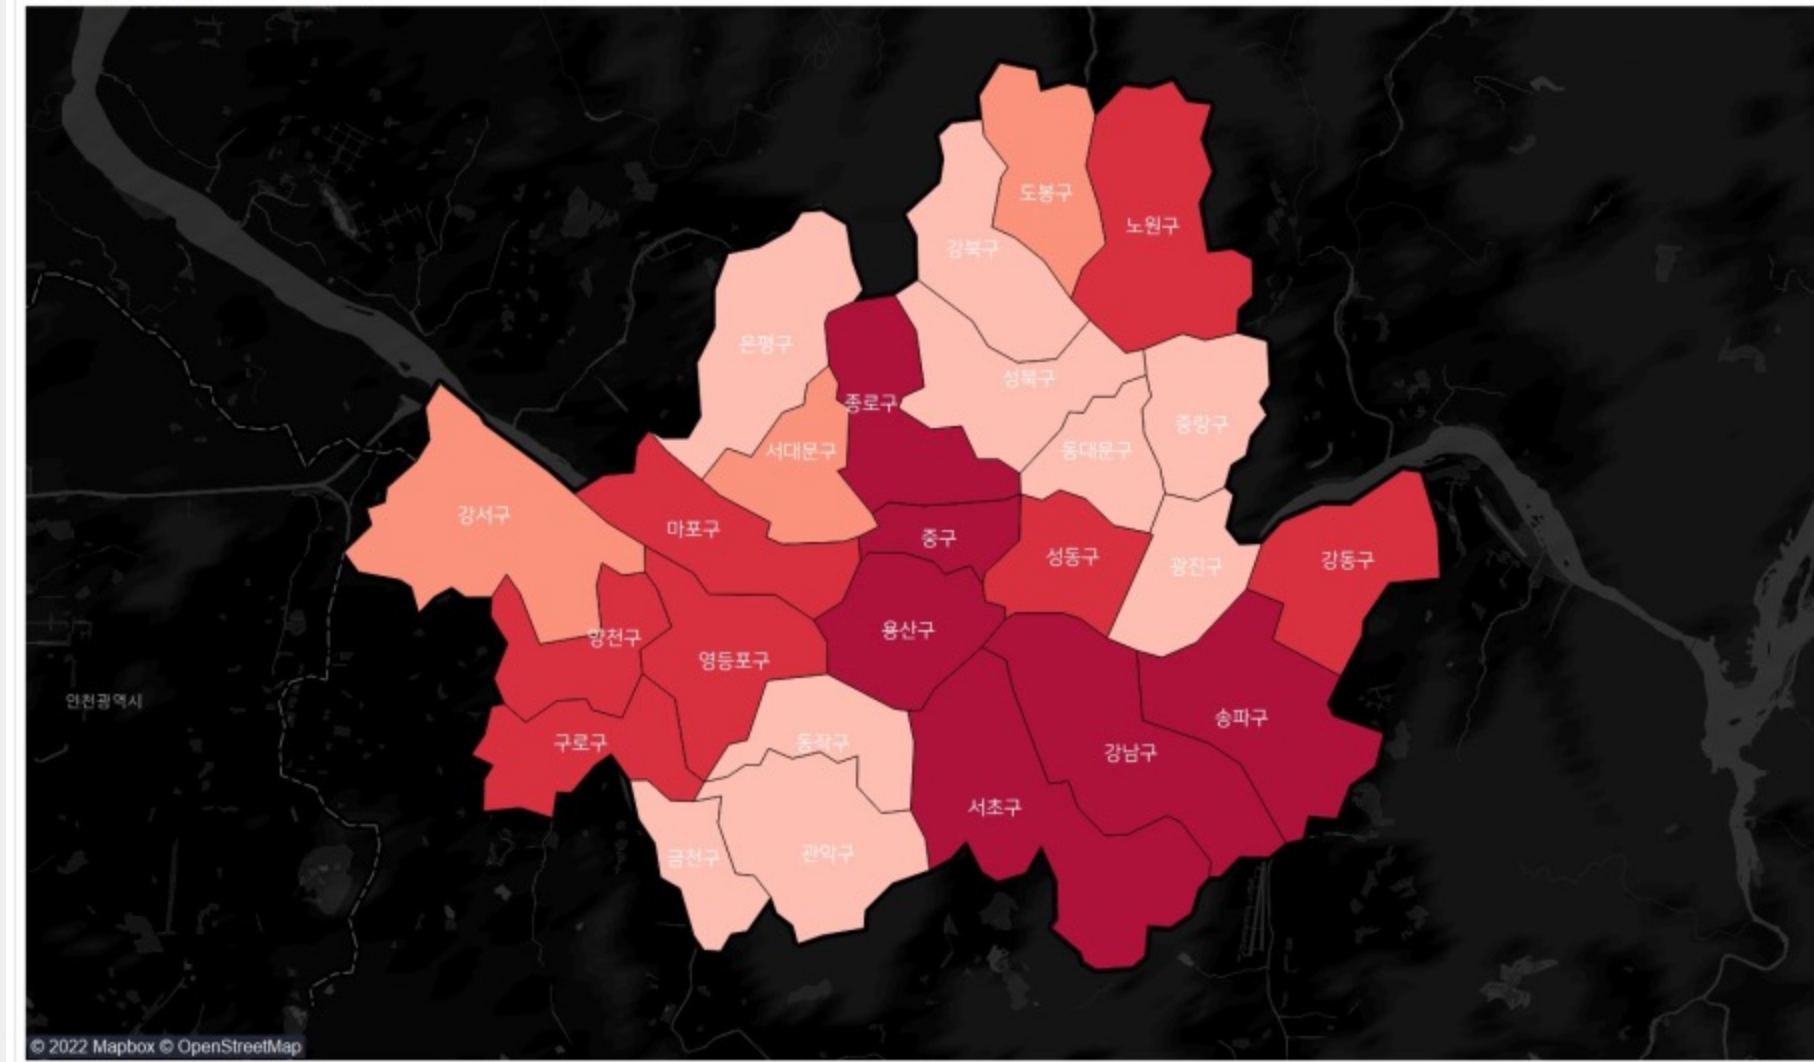 도봉구
노원구
강북구
은평구
성북구
종로구
중랑구
서대문구
동대문구
강서구
마포구
중구
성동구
광진구
강동구
양천구
용산구
영등포구
인천광역시
송파구
구로구
동작구
강남구
서초구
금천구
관악구
© 2022 Mapbox © OpenStreetMap